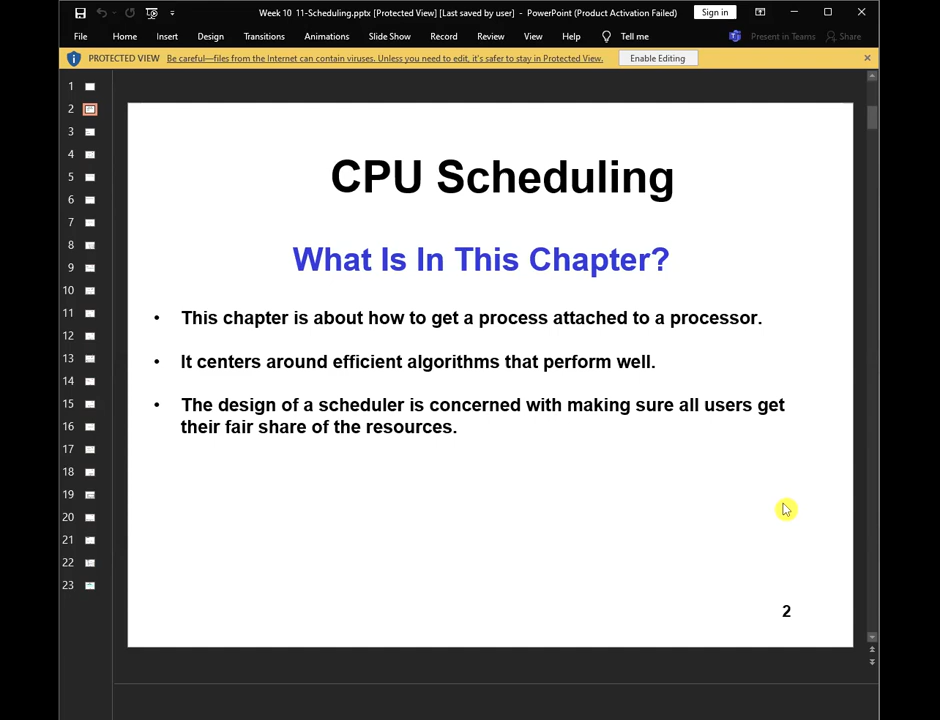 Week 10 11-Scheduling.pptx [Protected View] [Last saved by user] - PowerPoint (Product Activation Failed)
Sign in
File Home Insert Design Transitions Animations Slide Show Record Review View Help Tell me Present in Teams Share
PROTECTED VIEW Be careful—files from the Internet can contain viruses. Unless you need to edit, it's safer to stay in Protected View. Enable Editing
1
2
3
4
5
6
7
8
9
10
11
12
13
14
15
16
17
18
19
20
21
22
23
CPU Scheduling
What Is In This Chapter?
• This chapter is about how to get a process attached to a processor.
• It centers around efficient algorithms that perform well.
• The design of a scheduler is concerned with making sure all users get
their fair share of the resources.
2